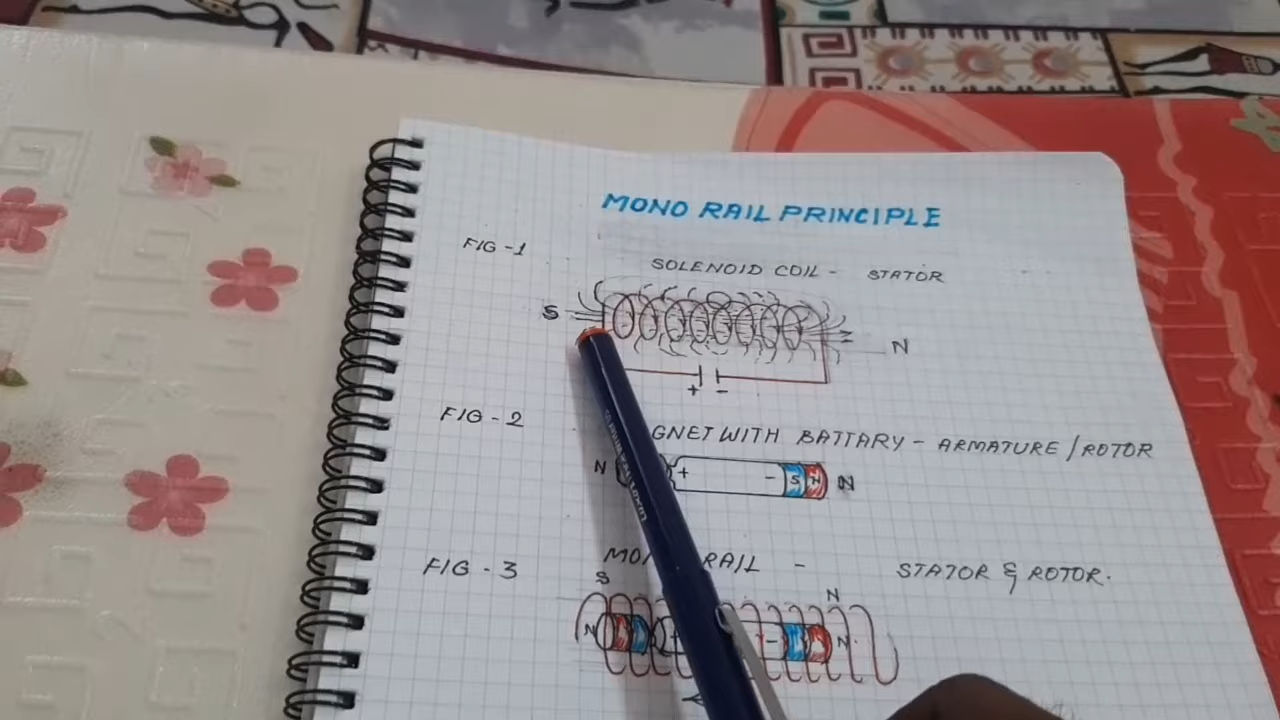 MONO RAIL PRINCIPLE
FIG-1
SOLENOID COIL - STATOR
S
N
+ -
FIG-2
GNET WITH BATTARY - ARMATURE/ROTOR
N + - S N N
FIG-3
RAIL - STATOR & ROTOR.
S N
N - N